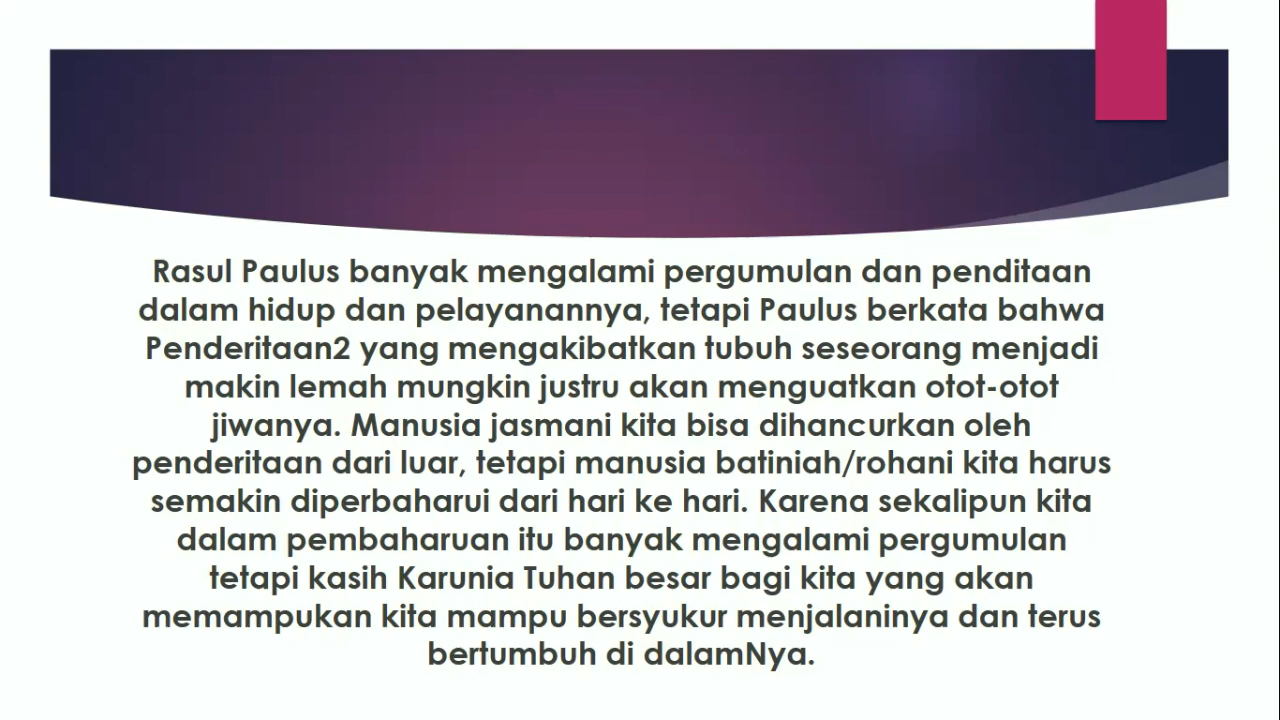 Rasul Paulus banyak mengalami pergumulan dan penditaan
dalam hidup dan pelayanannya, tetapi Paulus berkata bahwa
Penderitaan2 yang mengakibatkan tubuh seseorang menjadi
makin lemah mungkin justru akan menguatkan otot-otot
jiwanya. Manusia jasmani kita bisa dihancurkan oleh
penderitaan dari luar, tetapi manusia batiniah/rohani kita harus
semakin diperbaharui dari hari ke hari. Karena sekalipun kita
dalam pembaharuan itu banyak mengalami pergumulan
tetapi kasih Karunia Tuhan besar bagi kita yang akan
memampukan kita mampu bersyukur menjalaninya dan terus
bertumbuh di dalamNya.